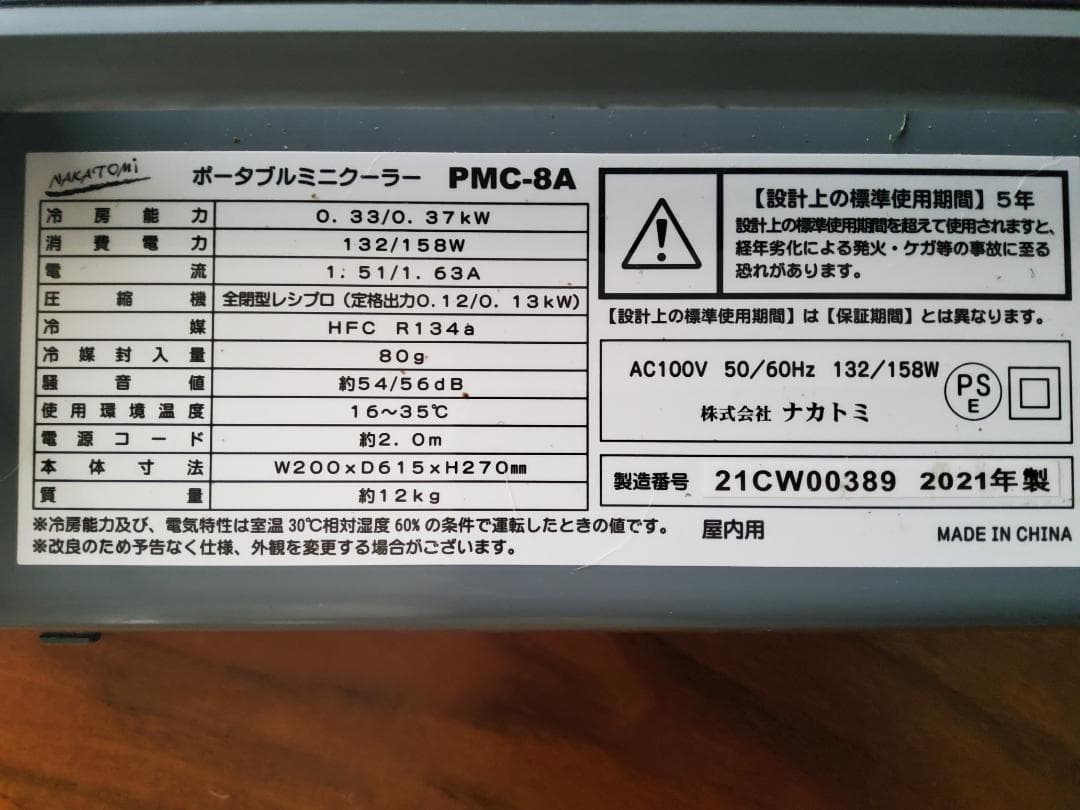 NAKATOMI ポータブルミニクーラー PMC-8A
冷房能力 0.33/0.37kW
消費電力 132/158W
電流 1.51/1.63A
圧縮機 全閉型レシプロ（定格出力0.12/0.13kW）
冷媒 HFC R134a
冷媒封入量 80g
騒音値 約54/56dB
使用環境温度 16～35℃
電源コード 約2.0m
本体寸法 W200×D615×H270mm
質量 約12kg
※冷房能力及び、電気特性は室温30℃相対湿度60%の条件で運転したときの値です。
※改良のため予告なく仕様、外観を変更する場合がございます。
【設計上の標準使用期間】5年
設計上の標準使用期間を超えて使用されますと、
経年劣化による発火・ケガ等の事故に至る
恐れがあります。
【設計上の標準使用期間】は【保証期間】とは異なります。
AC100V 50/60Hz 132/158W
株式会社 ナカトミ
PS
E
製造番号 21CW00389 2021年製
屋内用 MADE IN CHINA